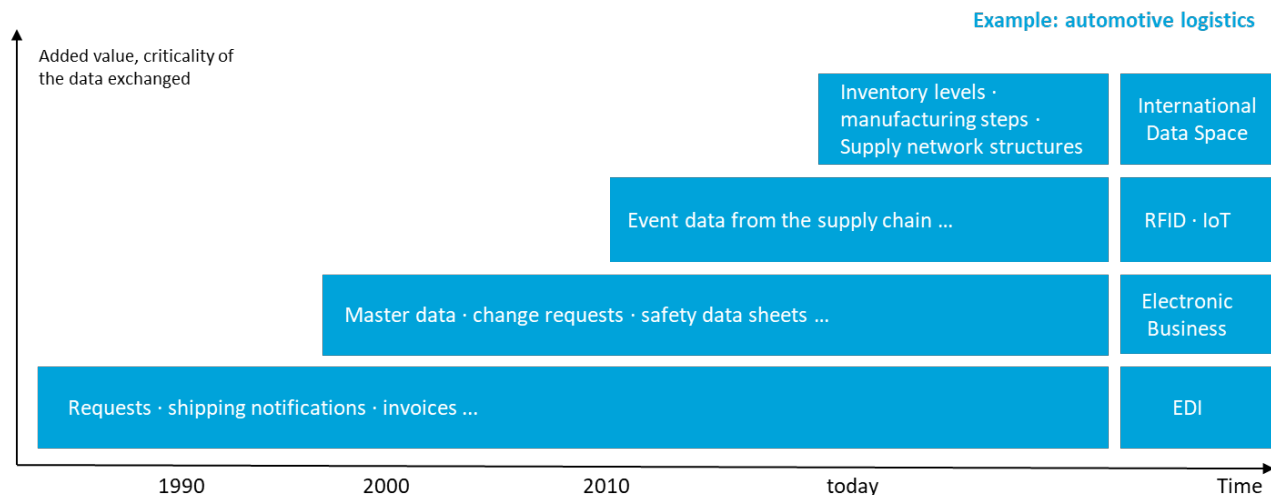 Example: automotive logistics
Added value, criticality of
the data exchanged
Inventory levels ·
manufacturing steps ·
Supply network structures
International
Data Space
Event data from the supply chain ...
RFID · IoT
Master data · change requests · safety data sheets ...
Electronic
Business
Requests · shipping notifications · invoices ...
EDI
1990
2000
2010
today
Time